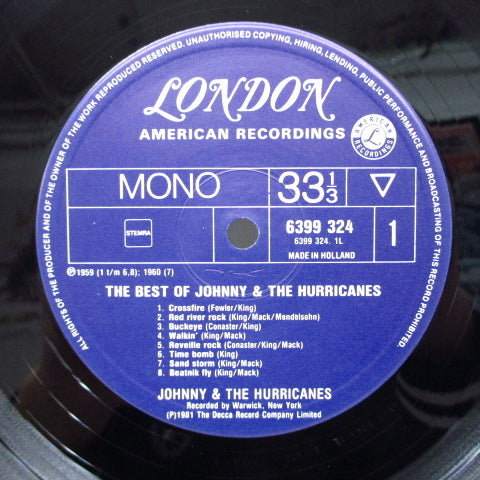 ALL RIGHTS OF THE PRODUCER AND OF THE OWNER OF THE WORK REPRODUCED RESERVED. UNAUTHORISED COPYING, HIRING, LENDING, PUBLIC PERFORMANCE AND BROADCASTING OF THIS RECORD PROHIBITED.
LONDON
AMERICAN RECORDINGS
AMERICAN
L
RECORDINGS
MONO
33 1/3
STEMRA
6399 324
6399 324. 1L
MADE IN HOLLAND
1
Ⓟ1959 (1 t/m 6,8): 1960 (7)
THE BEST OF JOHNNY & THE HURRICANES
1. Crossfire (Fowler/King)
2. Red river rock (King/Mack/Mendelsohn)
3. Buckeye (Conaster/King)
4. Walkin' (King/Mack)
5. Reveille rock (Conaster/King/Mack)
6. Time bomb (King)
7. Sand storm (King/Mack)
8. Beatnik fly (King/Mack)
JOHNNY & THE HURRICANES
Recorded by Warwick, New York
(P)1981 The Decca Record Company Limited